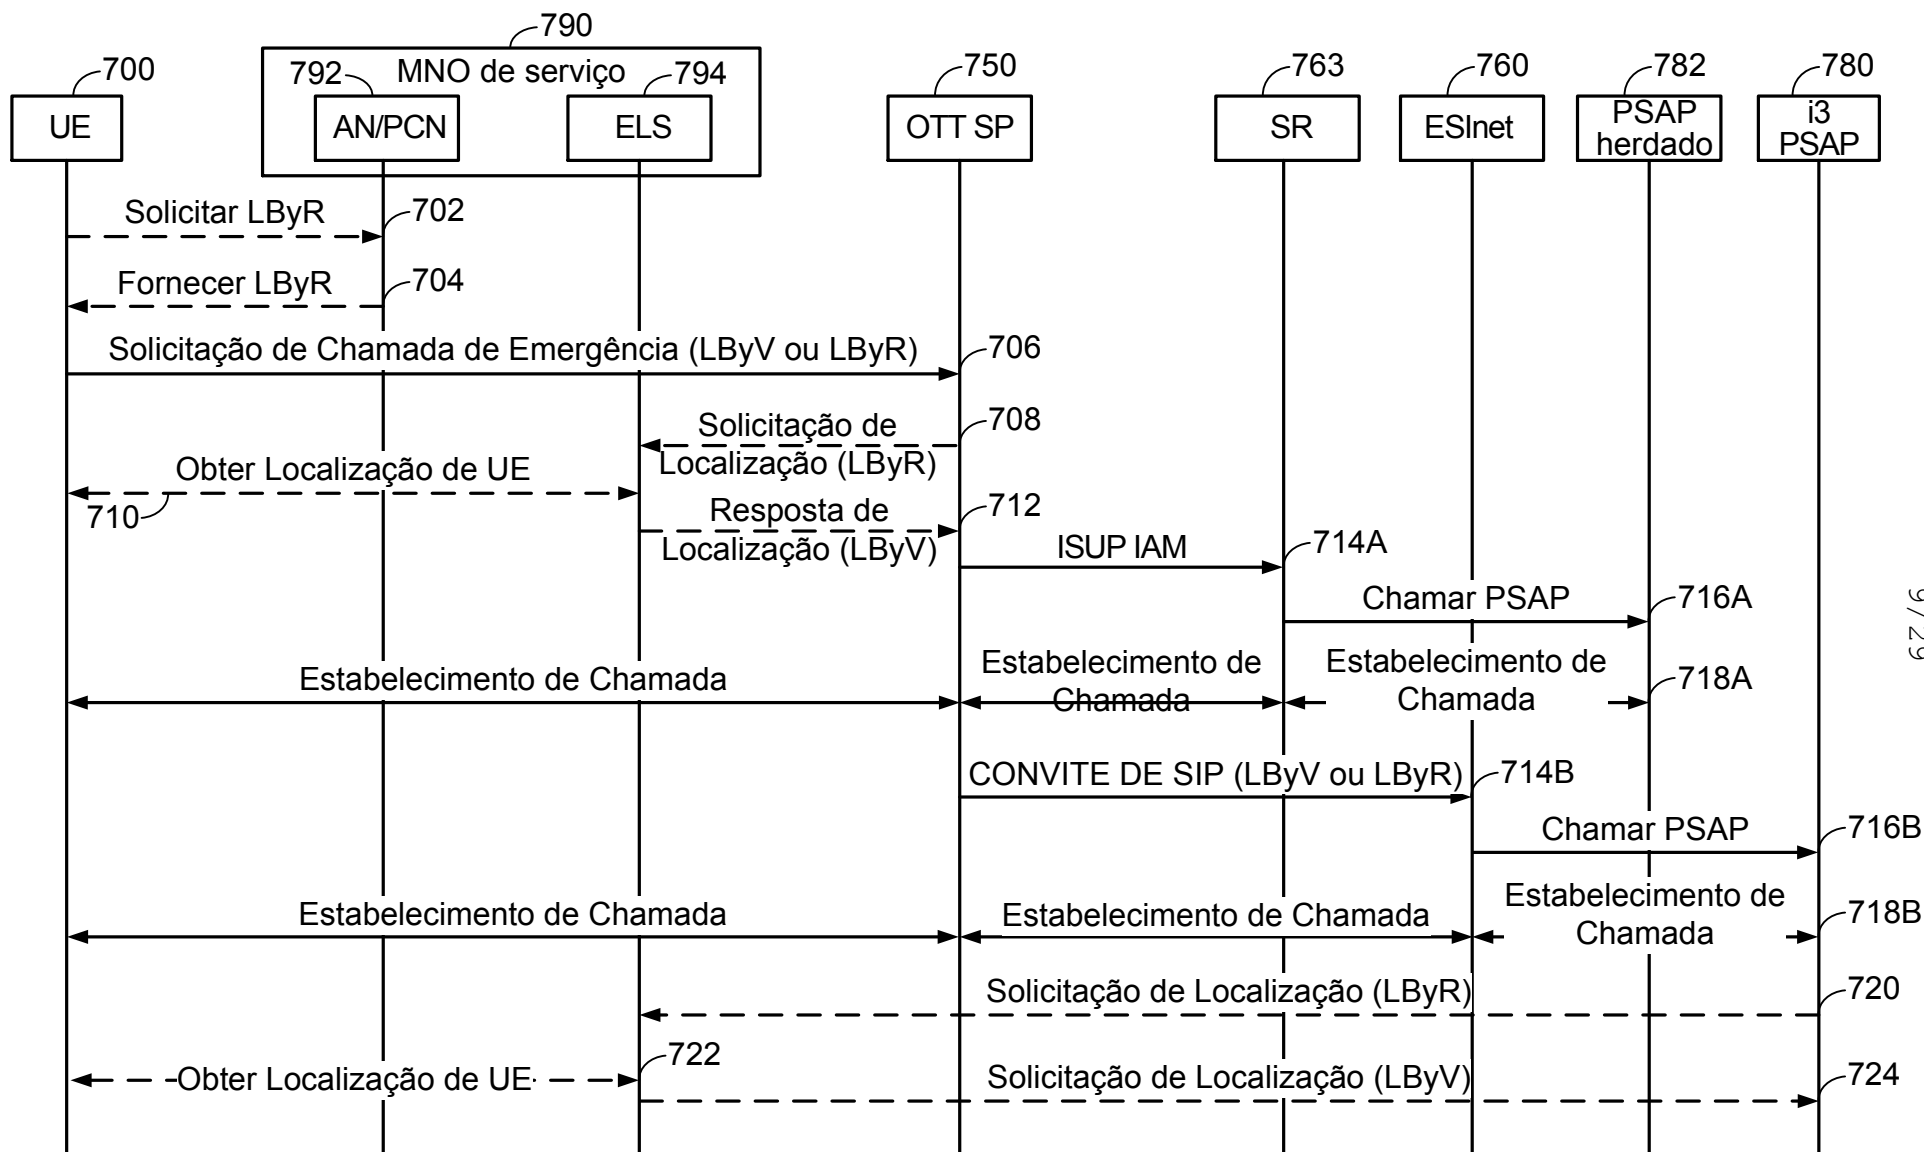 790
700
792
MNO de serviço
794
750
763
760
782
780
UE
AN/PCN
ELS
OTT SP
SR
ESInet
PSAP
herdado
i3
PSAP
Solicitar LByR
702
Fornecer LByR
704
Solicitação de Chamada de Emergência (LByV ou LByR)
706
Solicitação de
Localização (LByR)
708
Obter Localização de UE
710
Resposta de
Localização (LByV)
712
ISUP IAM
714A
Chamar PSAP
716A
9/29
Estabelecimento de Chamada
Estabelecimento de
Chamada
Estabelecimento de
Chamada
718A
CONVITE DE SIP (LByV ou LByR)
714B
Chamar PSAP
716B
Estabelecimento de Chamada
Estabelecimento de Chamada
Estabelecimento de
Chamada
718B
Solicitação de Localização (LByR)
720
Obter Localização de UE
722
Solicitação de Localização (LByV)
724